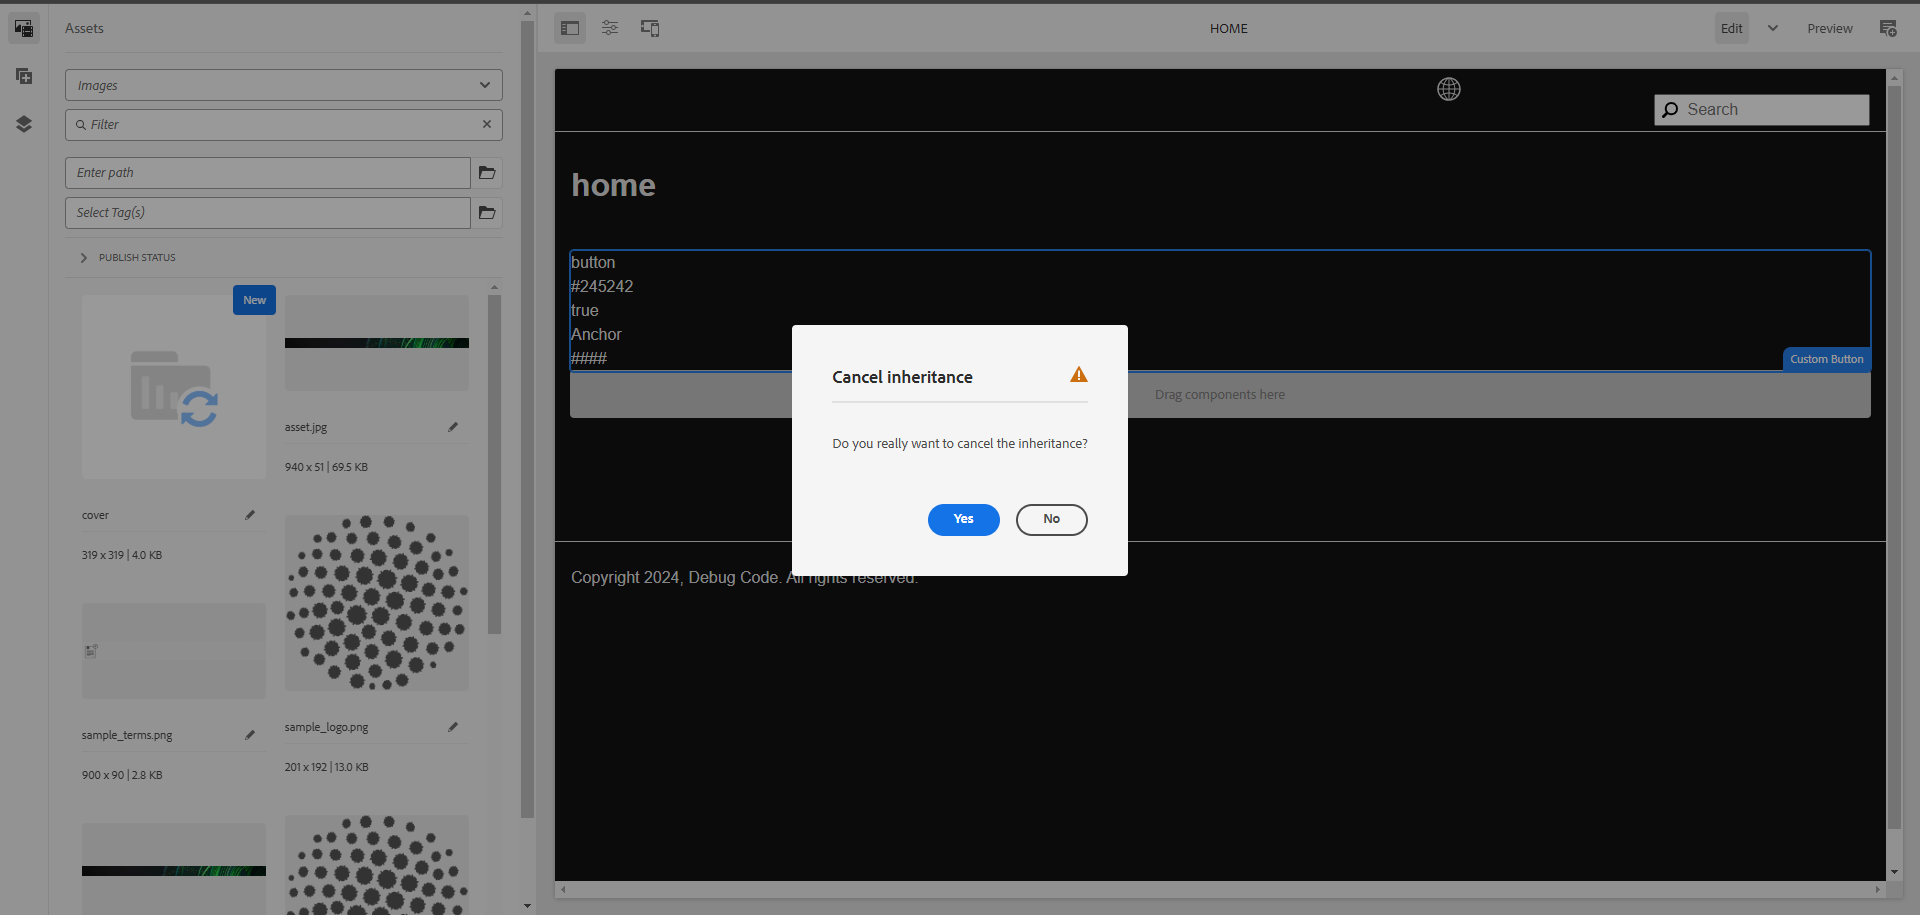 Assets
Images
Filter
Enter path
Select Tag(s)
PUBLISH STATUS
New
cover
319 x 319 | 4.0 KB
asset.jpg
940 x 51 | 69.5 KB
sample_terms.png
900 x 90 | 2.8 KB
sample_logo.png
201 x 192 | 13.0 KB
HOME
Edit
Preview
Search
home
button
#245242
true
Anchor
####
Custom Button
Drag components here
Cancel inheritance
Do you really want to cancel the inheritance?
Yes
No
Copyright 2024, Debug Code. All rights reserved.